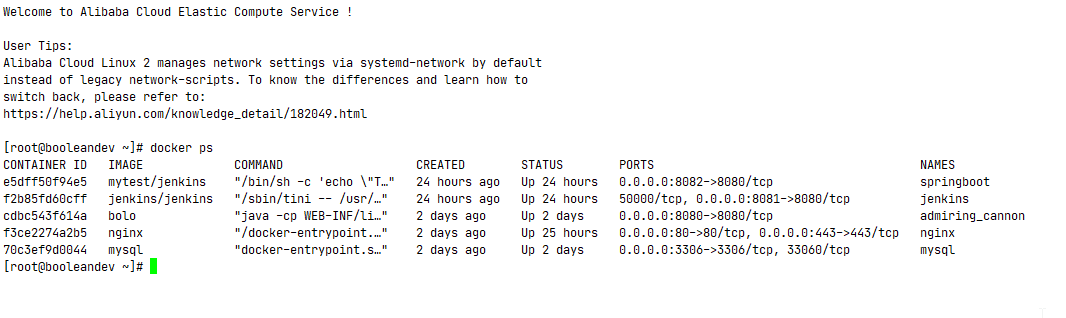 Welcome to Alibaba Cloud Elastic Compute Service !
User Tips:
Alibaba Cloud Linux 2 manages network settings via systemd-network by default
instead of legacy network-scripts. To know the differences and learn how to
switch back, please refer to:
https://help.aliyun.com/knowledge_detail/182049.html
[root@booleandev ~]# docker ps
CONTAINER ID   IMAGE             COMMAND                  CREATED        STATUS        PORTS                                      NAMES
e5dff50f94e5   mytest/jenkins    "/bin/sh -c 'echo \"T…"   24 hours ago   Up 24 hours   0.0.0.0:8082->8080/tcp                     springboot
f2b85fd60cff   jenkins/jenkins   "/sbin/tini -- /usr/…"   24 hours ago   Up 24 hours   50000/tcp, 0.0.0.0:8081->8080/tcp          jenkins
cdbc543f614a   bolo              "java -cp WEB-INF/li…"   2 days ago     Up 2 days     0.0.0.0:8080->8080/tcp                     admiring_cannon
f3ce2274a2b5   nginx             "/docker-entrypoint.…"   2 days ago     Up 25 hours   0.0.0.0:80->80/tcp, 0.0.0.0:443->443/tcp   nginx
70c3ef9d0044   mysql             "docker-entrypoint.s…"   2 days ago     Up 2 days     0.0.0.0:3306->3306/tcp, 33060/tcp          mysql
[root@booleandev ~]#